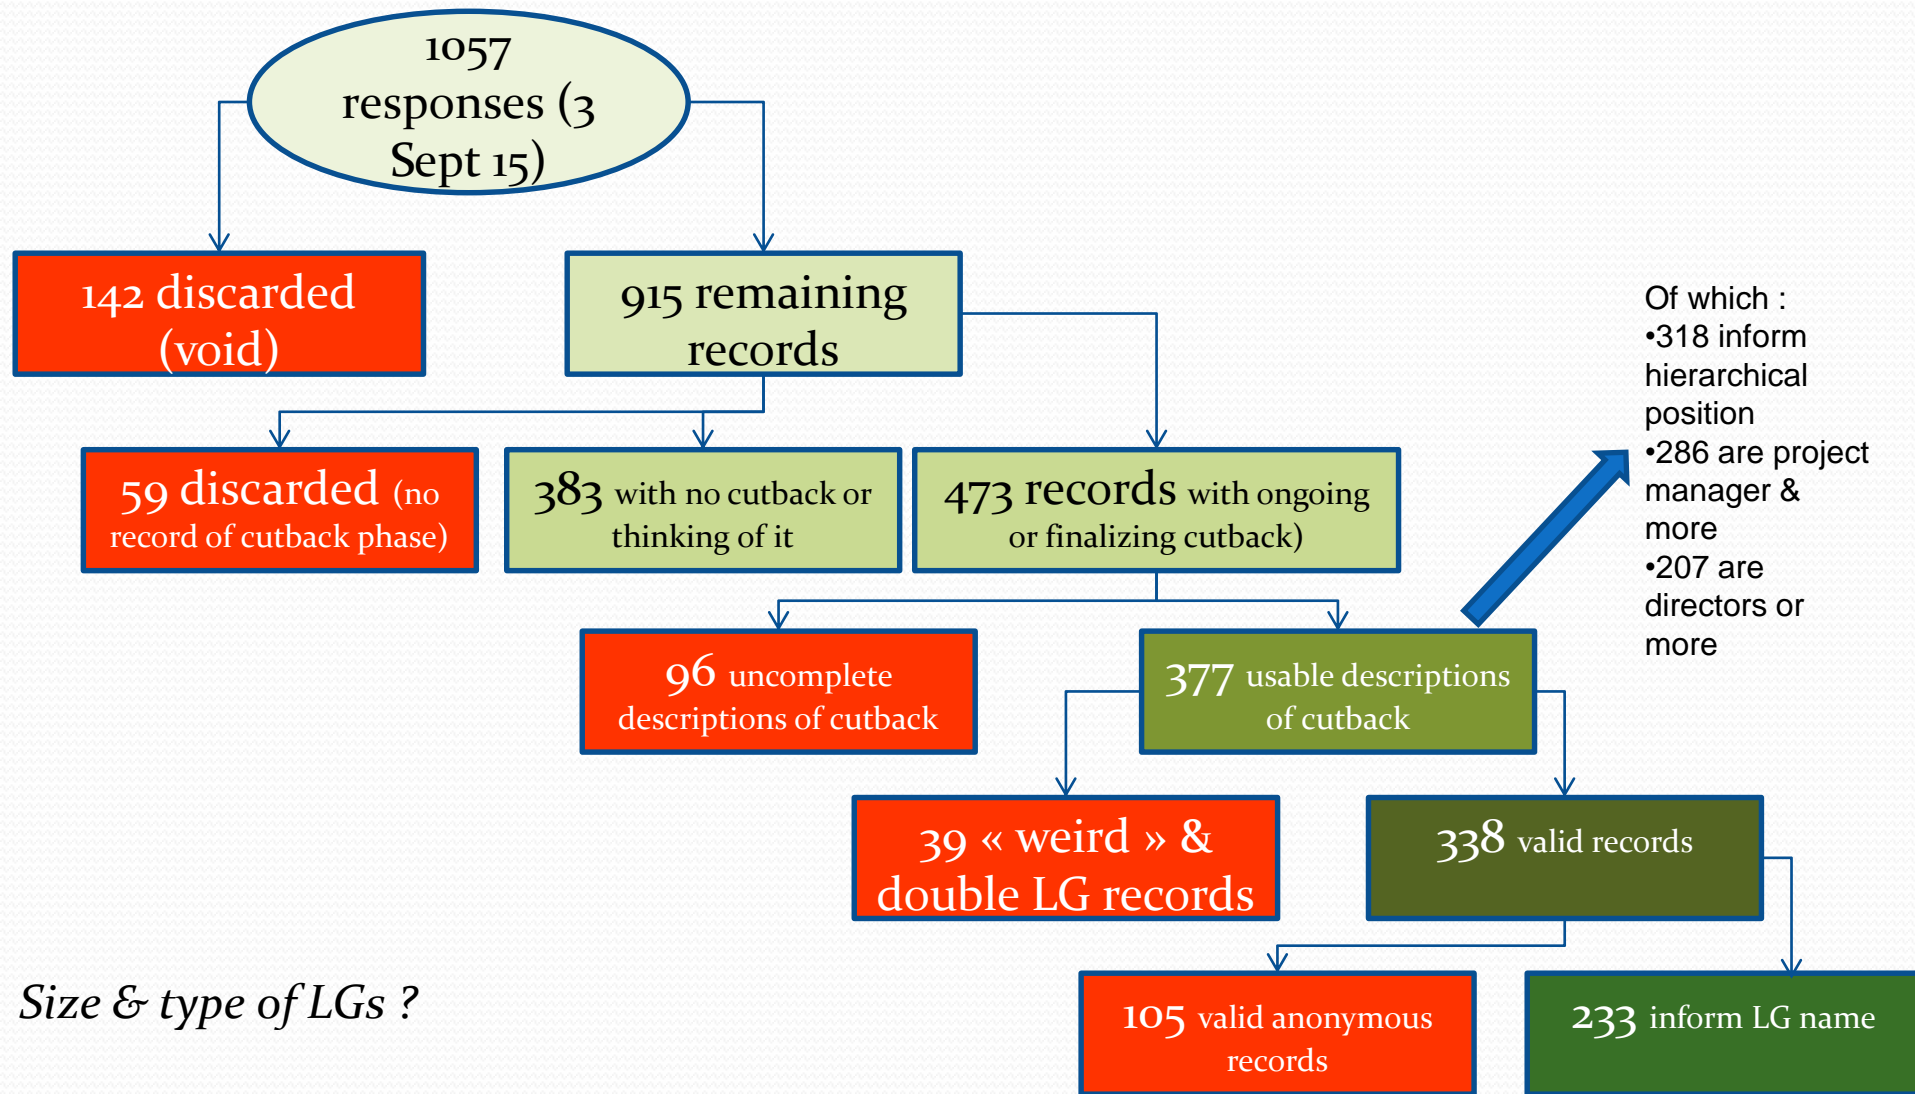 1057
responses (3
Sept 15)
142 discarded
(void)
915 remaining
records
Of which :
•318 inform
hierarchical
position
•286 are project
manager &
more
•207 are
directors or
more
59 discarded (no
record of cutback phase)
383 with no cutback or
thinking of it
473 records with ongoing
or finalizing cutback)
96 uncomplete
descriptions of cutback
377 usable descriptions
of cutback
39 « weird » &
double LG records
338 valid records
Size & type of LGs ?
105 valid anonymous
records
233 inform LG name